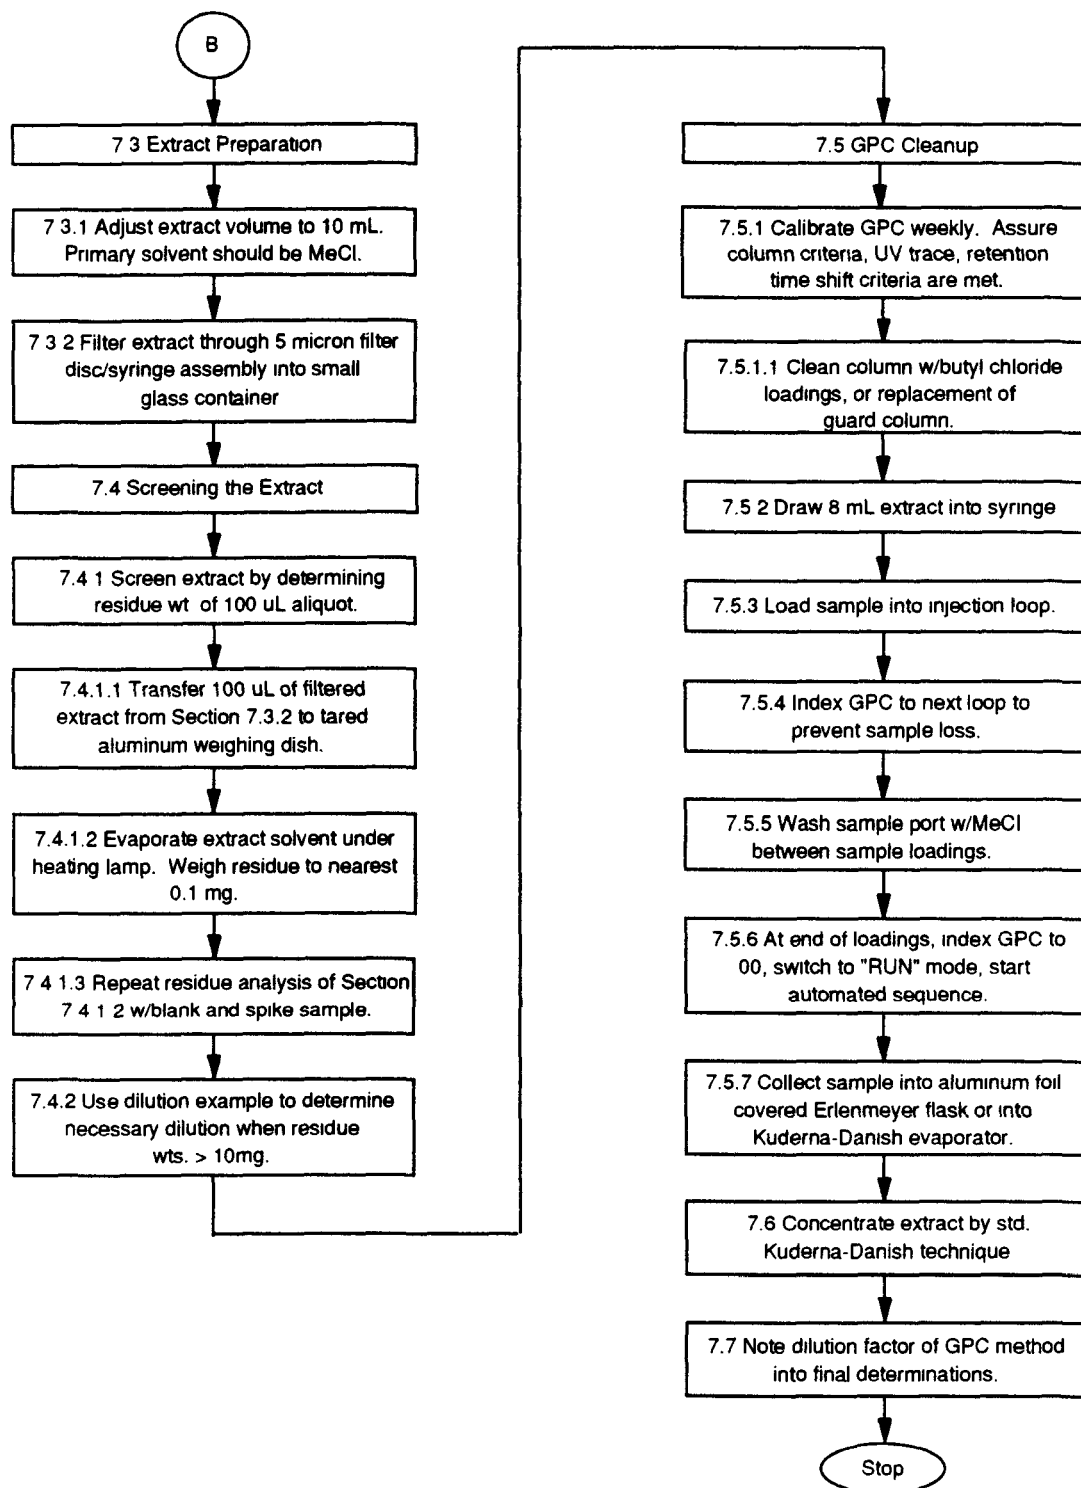 B
7 3 Extract Preparation
7 3.1 Adjust extract volume to 10 mL.
Primary solvent should be MeCl.
7 3 2 Filter extract through 5 micron filter
disc/syringe assembly into small
glass container
7.4 Screening the Extract
7.4 1 Screen extract by determining
residue wt of 100 uL aliquot.
7.4.1.1 Transfer 100 uL of filtered
extract from Section 7.3.2 to tared
aluminum weighing dish.
7.4.1.2 Evaporate extract solvent under
heating lamp. Weigh residue to nearest
0.1 mg.
7 4 1.3 Repeat residue analysis of Section
7 4 1 2 w/blank and spike sample.
7.4.2 Use dilution example to determine
necessary dilution when residue
wts. > 10mg.
7.5 GPC Cleanup
7.5.1 Calibrate GPC weekly. Assure
column criteria, UV trace, retention
time shift criteria are met.
7.5.1.1 Clean column w/butyl chloride
loadings, or replacement of
guard column.
7.5 2 Draw 8 mL extract into syringe
7.5.3 Load sample into injection loop.
7.5.4 Index GPC to next loop to
prevent sample loss.
7.5.5 Wash sample port w/MeCl
between sample loadings.
7.5.6 At end of loadings, index GPC to
00, switch to "RUN" mode, start
automated sequence.
7.5.7 Collect sample into aluminum foil
covered Erlenmeyer flask or into
Kuderna-Danish evaporator.
7.6 Concentrate extract by std.
Kuderna-Danish technique
7.7 Note dilution factor of GPC method
into final determinations.
Stop